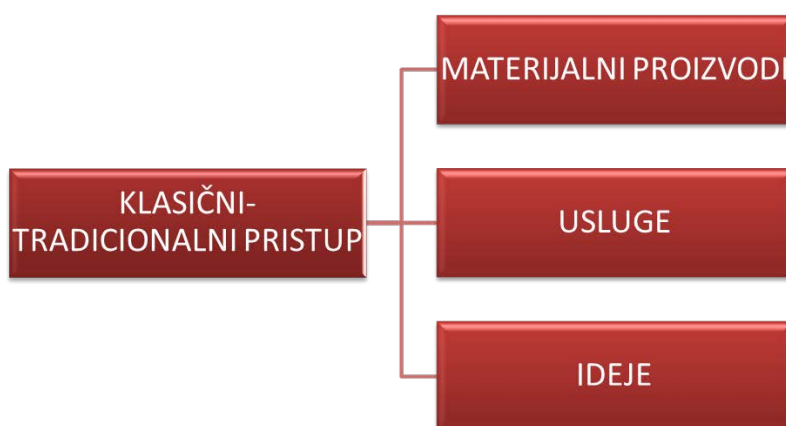 MATERIJALNI PROIZVODI
KLASIČNI-
TRADICIONALNI PRISTUP
USLUGE
IDEJE